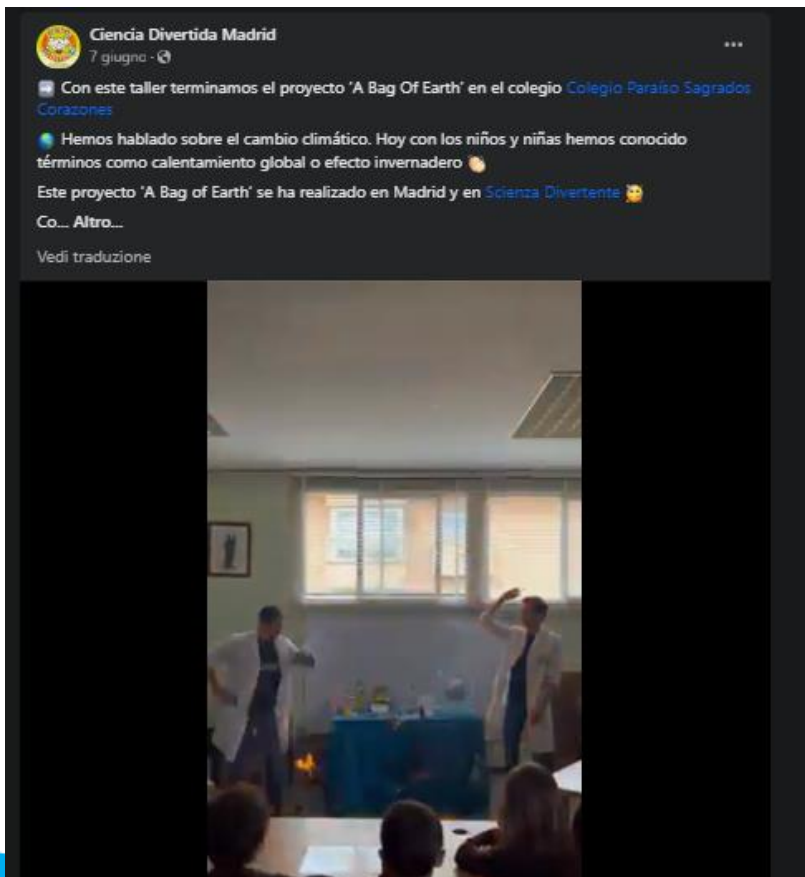 Ciencia Divertida Madrid
7 giugno ·
Con este taller terminamos el proyecto 'A Bag Of Earth' en el colegio Colegio Paraíso Sagrados
Corazones
Hemos hablado sobre el cambio climático. Hoy con los niños y niñas hemos conocido
términos como calentamiento global o efecto invernadero
Este proyecto 'A Bag of Earth' se ha realizado en Madrid y en Scienza Divertente
Co... Altro...
Vedi traduzione